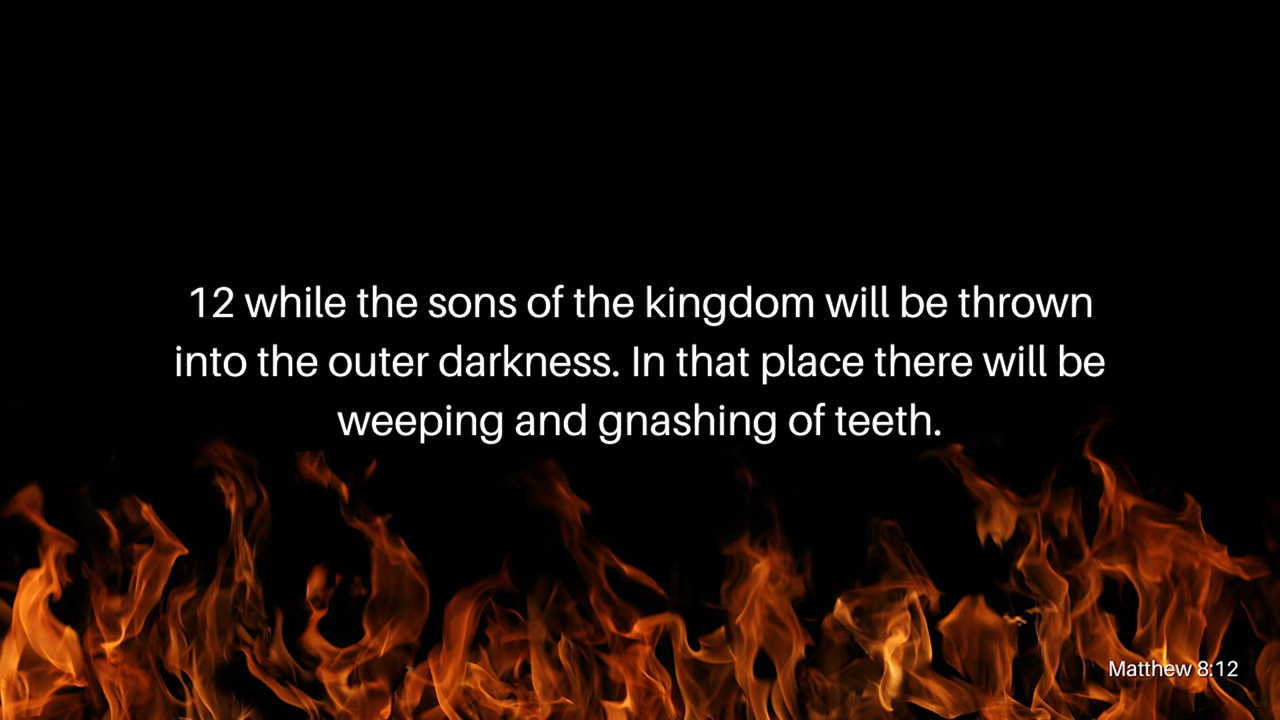 12 while the sons of the kingdom will be thrown
into the outer darkness. In that place there will be
weeping and gnashing of teeth.
Matthew 8:12